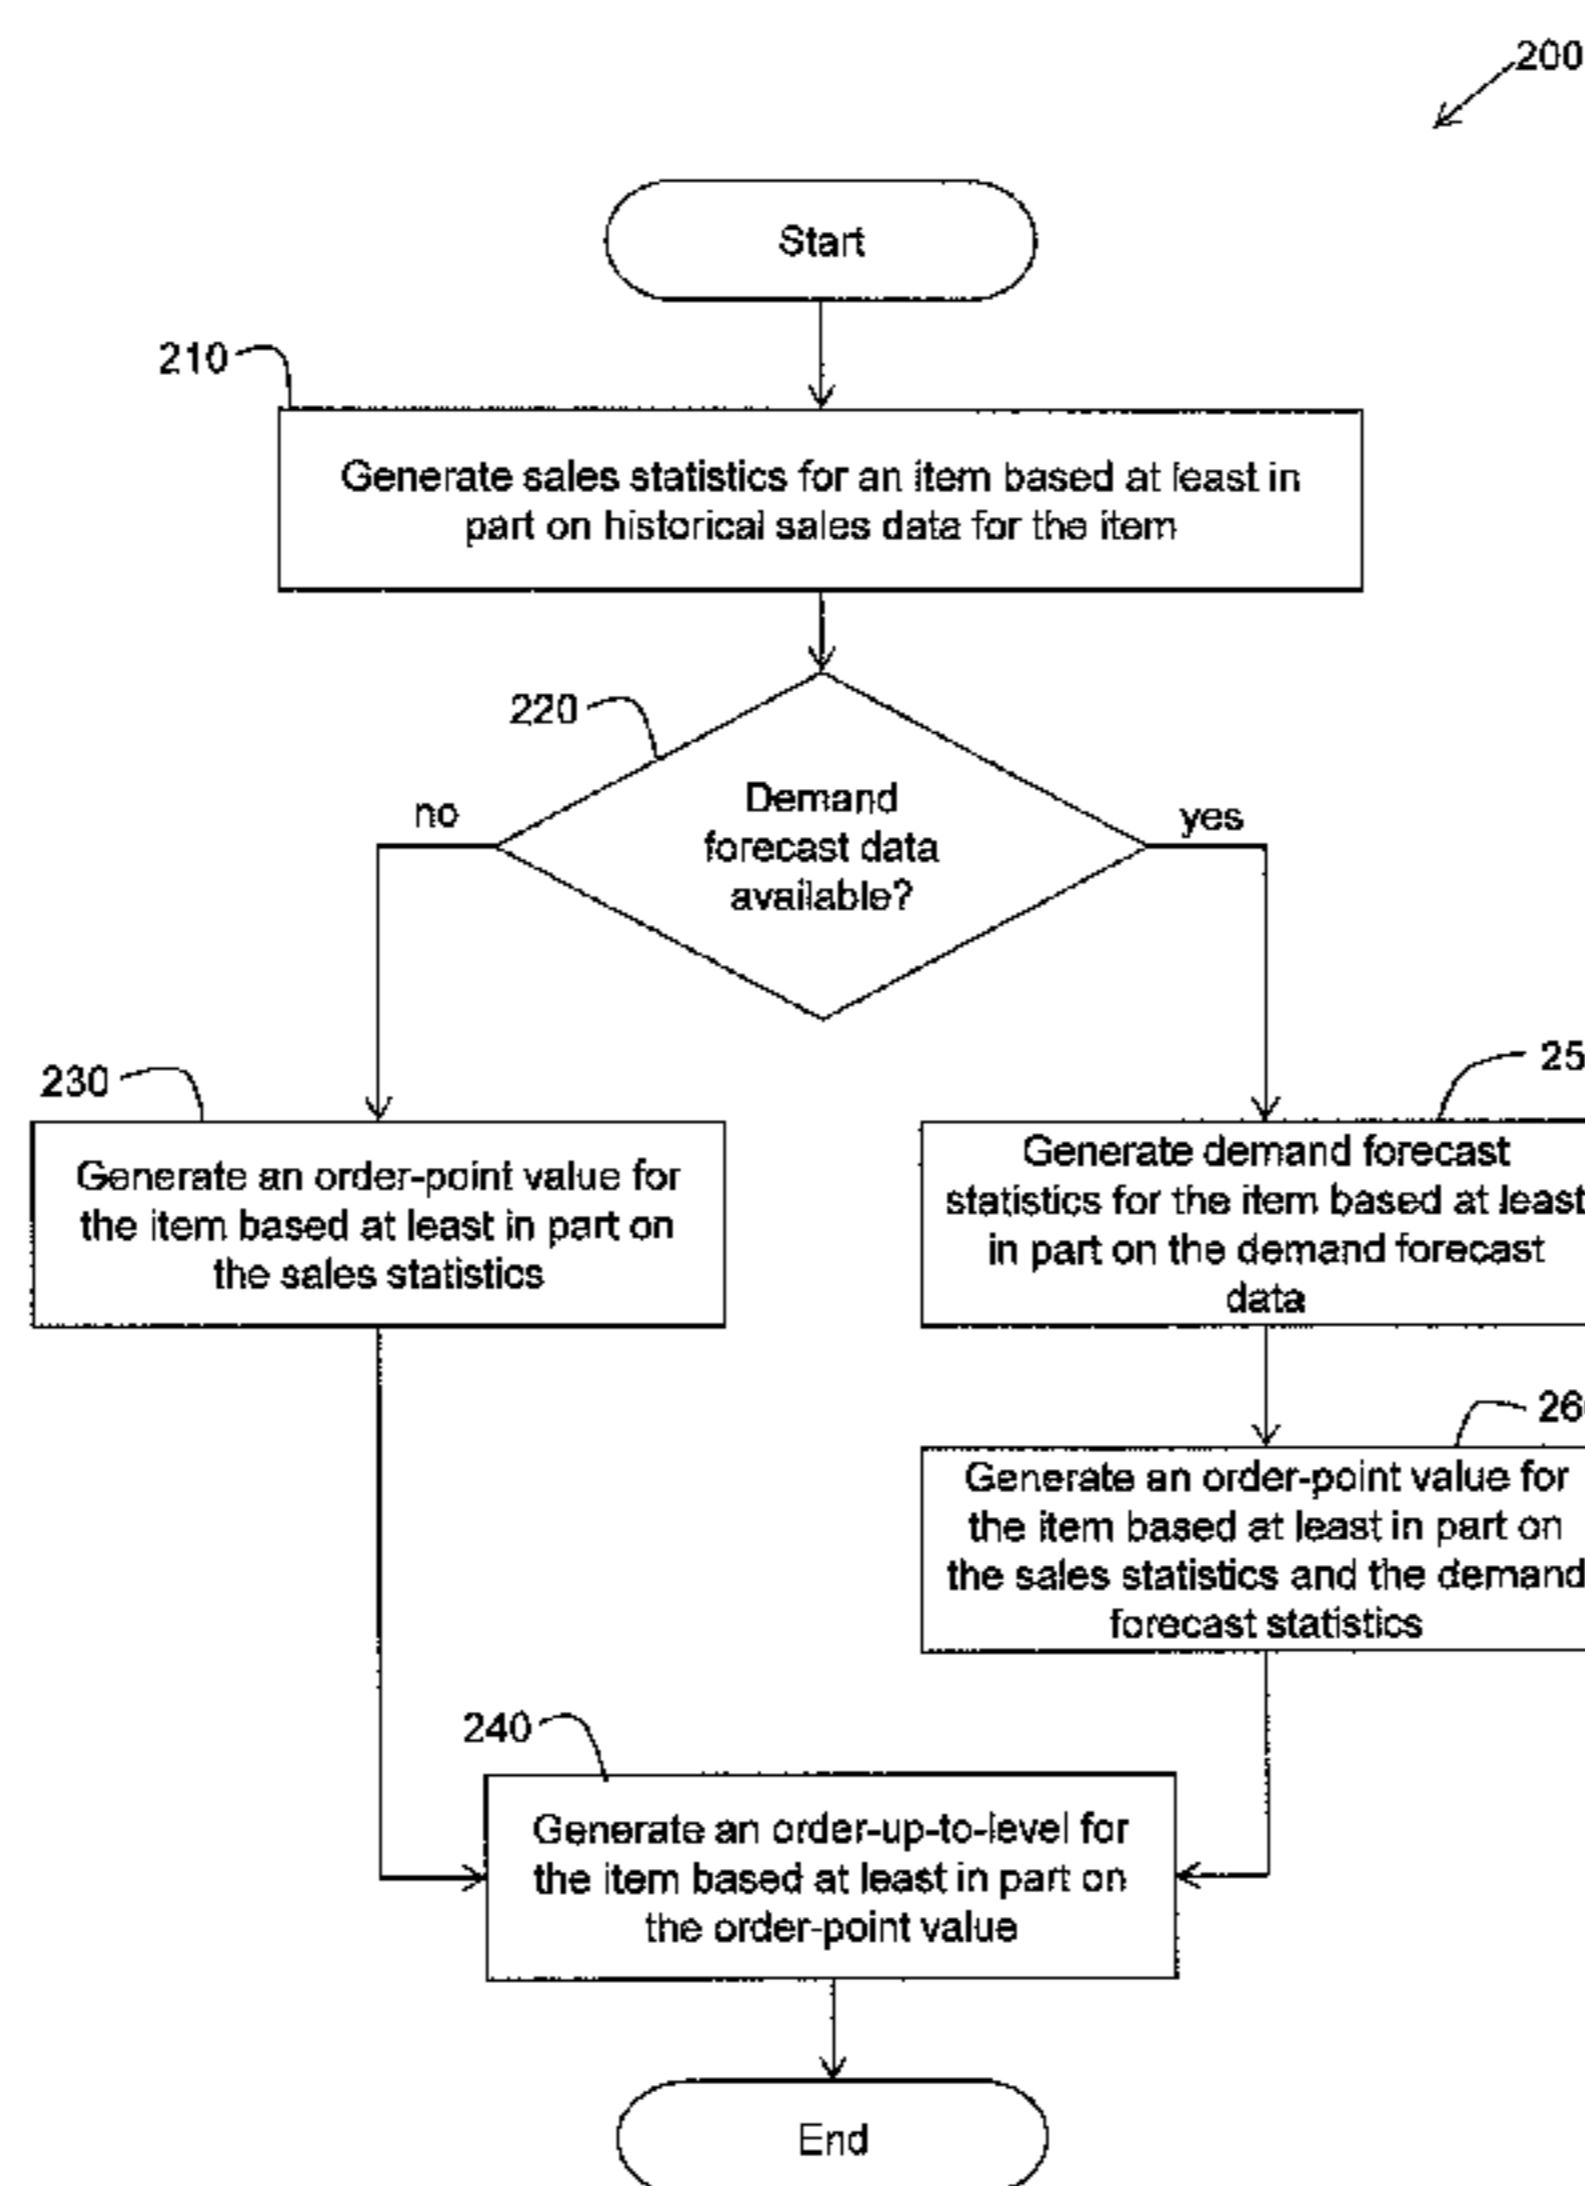 200
Start
210
Generate sales statistics for an item based at least in
part on historical sales data for the item
220
Demand
forecast data
available?
no
yes
230
Generate an order-point value for
the item based at least in part on
the sales statistics
25
Generate demand forecast
statistics for the item based at least
in part on the demand forecast
data
26
Generate an order-point value for
the item based at least in part on
the sales statistics and the demand
forecast statistics
240
Generate an order-up-to-level for
the item based at least in part on
the order-point value
End